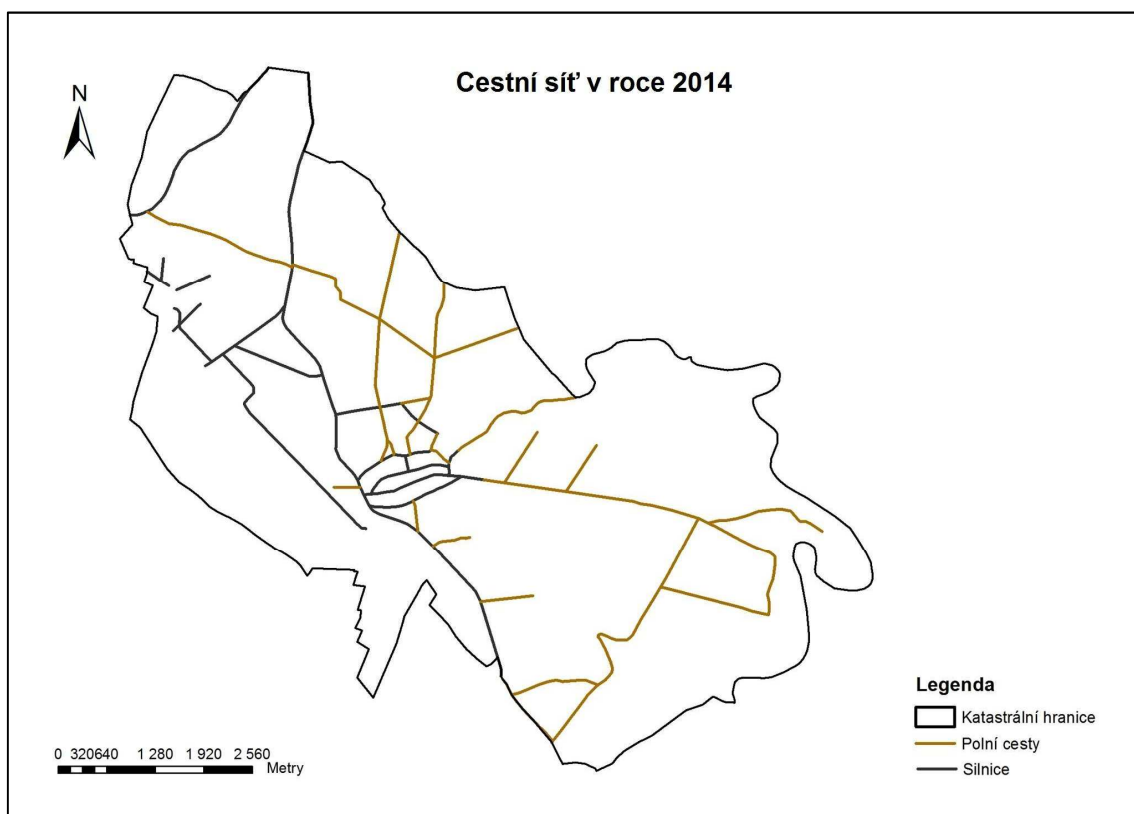 Cestní síť v roce 2014
N
Legenda
Katastrální hranice
Polní cesty
Silnice
0 320640 1 280 1 920 2 560
Metry